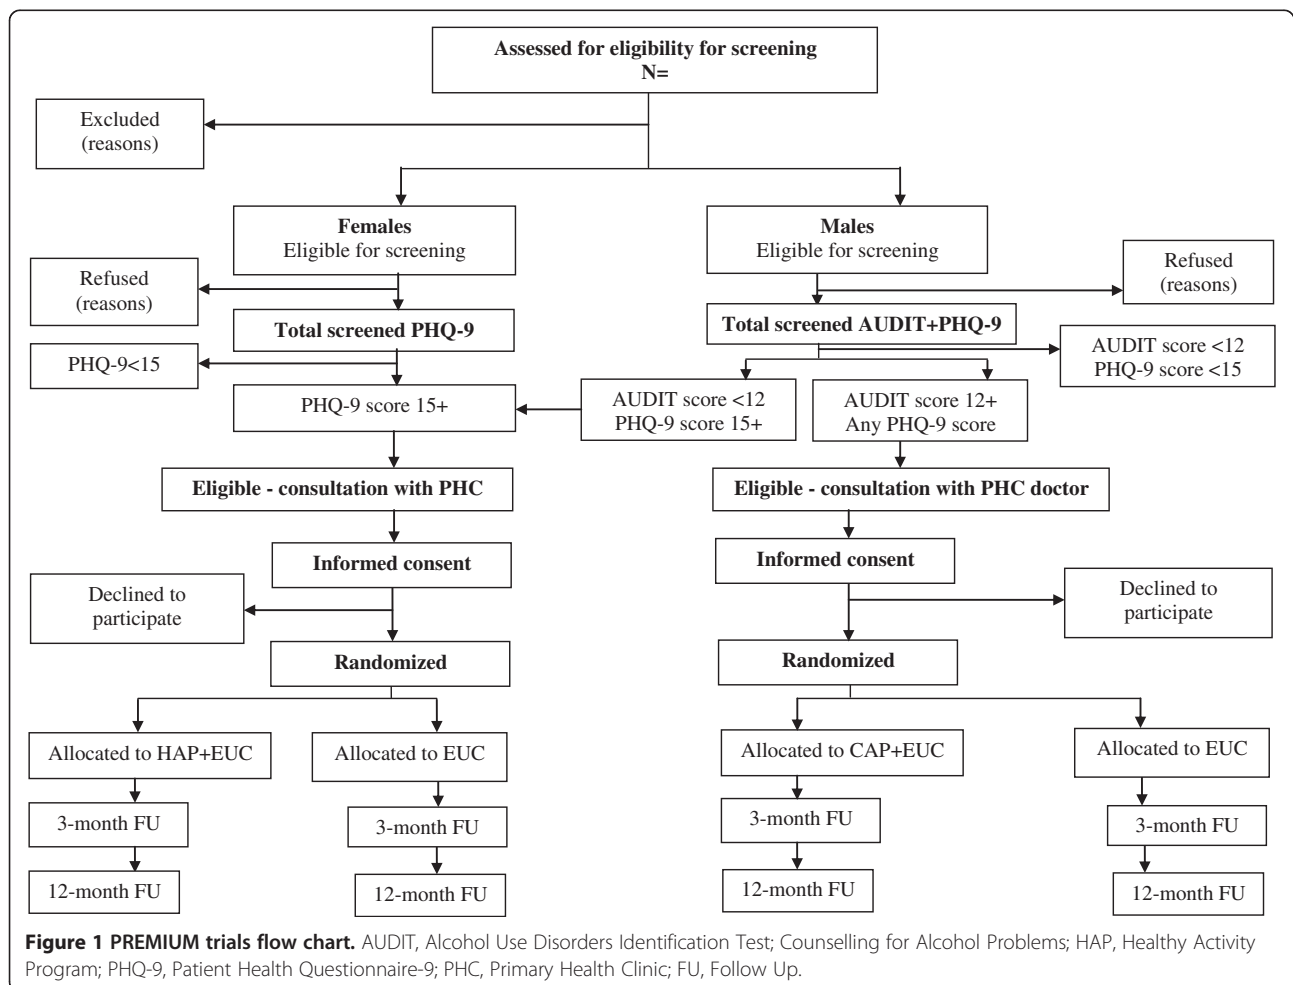 Assessed for eligibility for screening
N=
Excluded
(reasons)
Females
Eligible for screening
Males
Eligible for screening
Refused
(reasons)
Refused
(reasons)
Total screened PHQ-9
Total screened AUDIT+PHQ-9
PHQ-9<15
AUDIT score <12
PHQ-9 score <15
PHQ-9 score 15+
AUDIT score <12
PHQ-9 score 15+
AUDIT score 12+
Any PHQ-9 score
Eligible - consultation with PHC
Eligible - consultation with PHC doctor
Informed consent
Informed consent
Declined to
participate
Declined to
participate
Randomized
Randomized
Allocated to HAP+EUC
Allocated to EUC
Allocated to CAP+EUC
Allocated to EUC
3-month FU
3-month FU
3-month FU
3-month FU
12-month FU
12-month FU
12-month FU
12-month FU
Figure 1 PREMIUM trials flow chart. AUDIT, Alcohol Use Disorders Identification Test; Counselling for Alcohol Problems; HAP, Healthy Activity
Program; PHQ-9, Patient Health Questionnaire-9; PHC, Primary Health Clinic; FU, Follow Up.